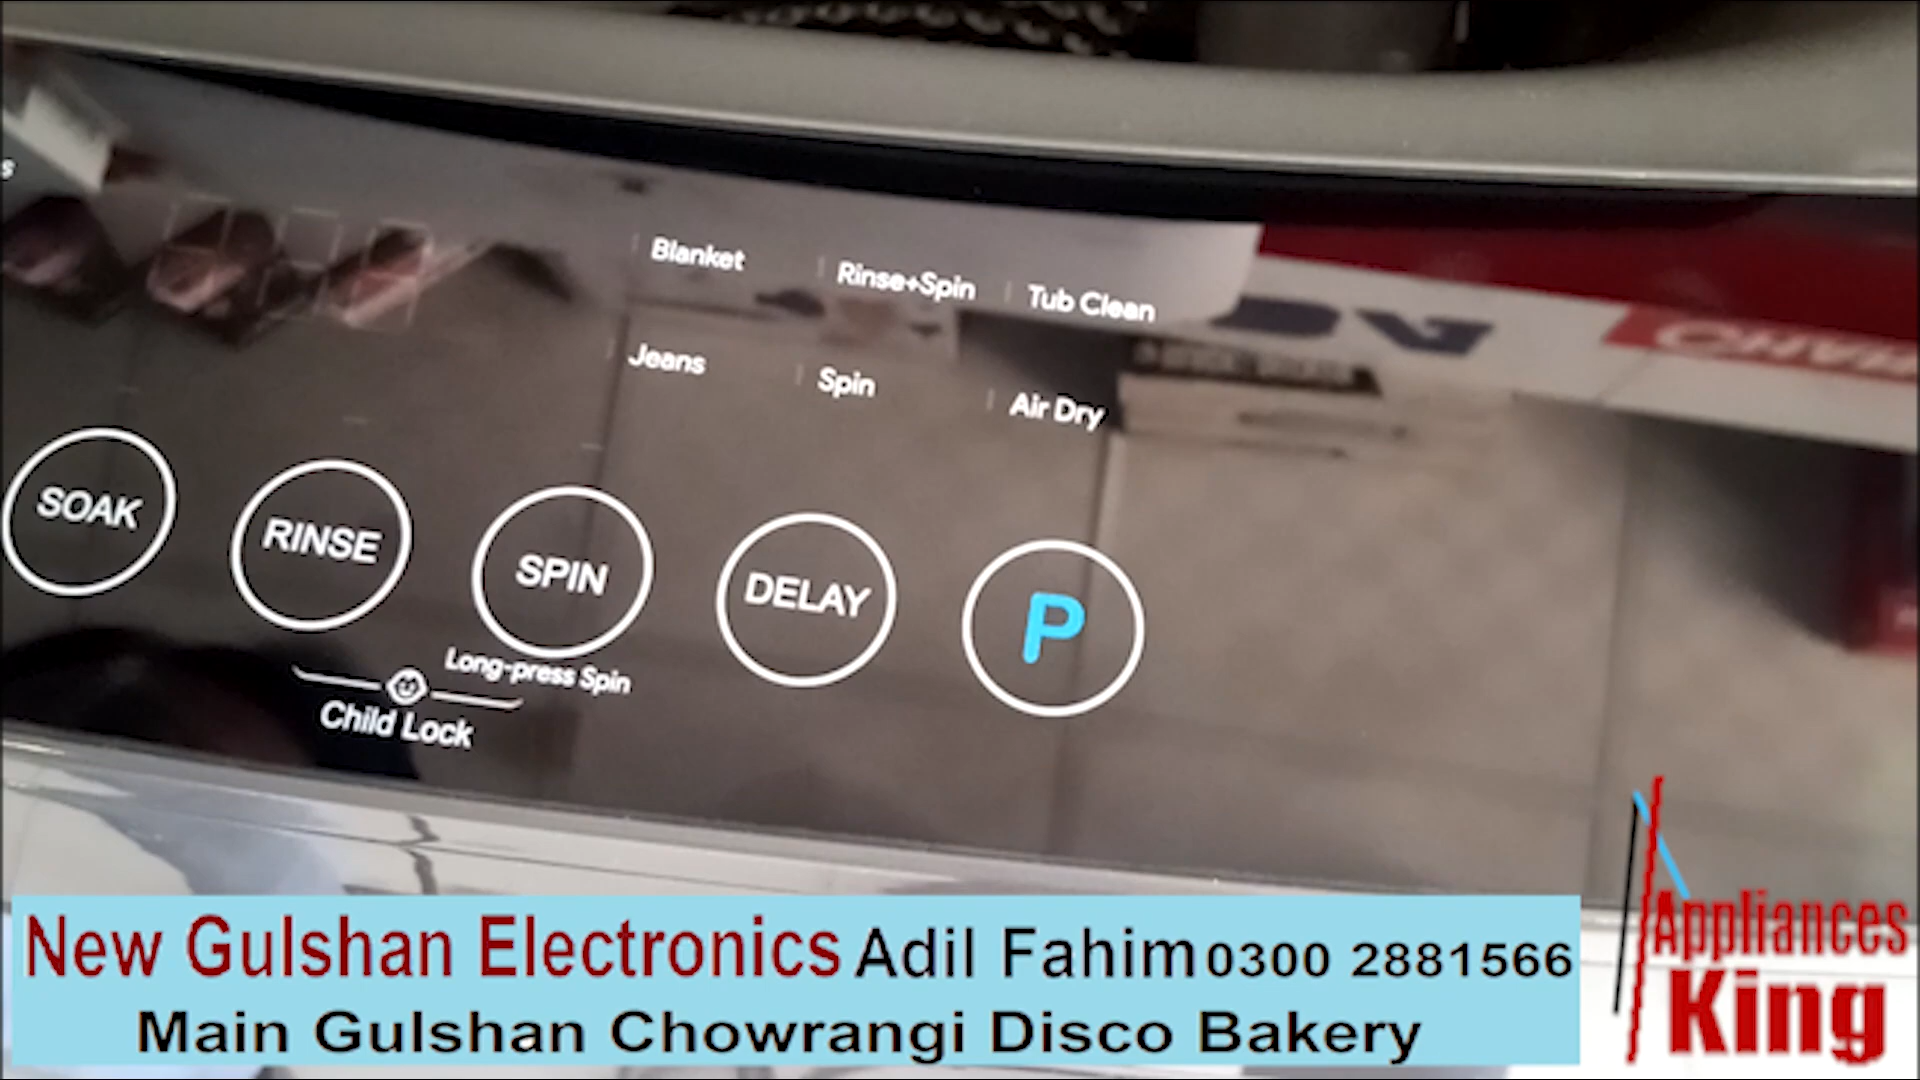 s
Blanket
Rinse+Spin
Tub Clean
Jeans
Spin
Air Dry
SOAK
RINSE
SPIN
DELAY
P
Long-press Spin
Child Lock
New Gulshan Electronics Adil Fahim 0300 2881566
Main Gulshan Chowrangi Disco Bakery
Appliances
King